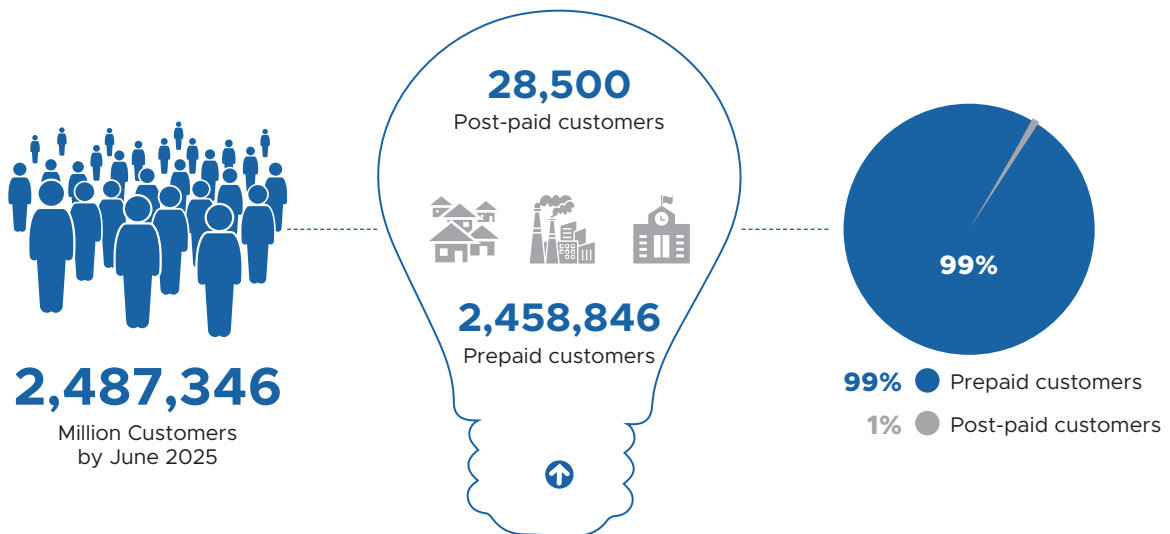 2,487,346
Million Customers
by June 2025
28,500
Post-paid customers
2,458,846
Prepaid customers
99%
99% Prepaid customers
1% Post-paid customers